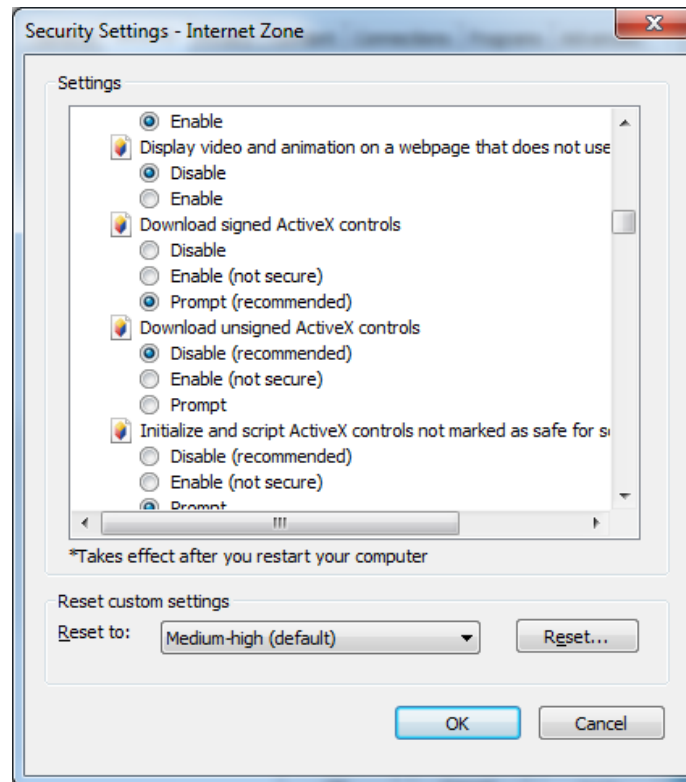 Security Settings - Internet Zone
Settings
Enable
Display video and animation on a webpage that does not use
Disable
Enable
Download signed ActiveX controls
Disable
Enable (not secure)
Prompt (recommended)
Download unsigned ActiveX controls
Disable (recommended)
Enable (not secure)
Prompt
Initialize and script ActiveX controls not marked as safe for s
Disable (recommended)
Enable (not secure)
Prompt
*Takes effect after you restart your computer
Reset custom settings
Reset to:
Medium-high (default)
Reset...
OK
Cancel